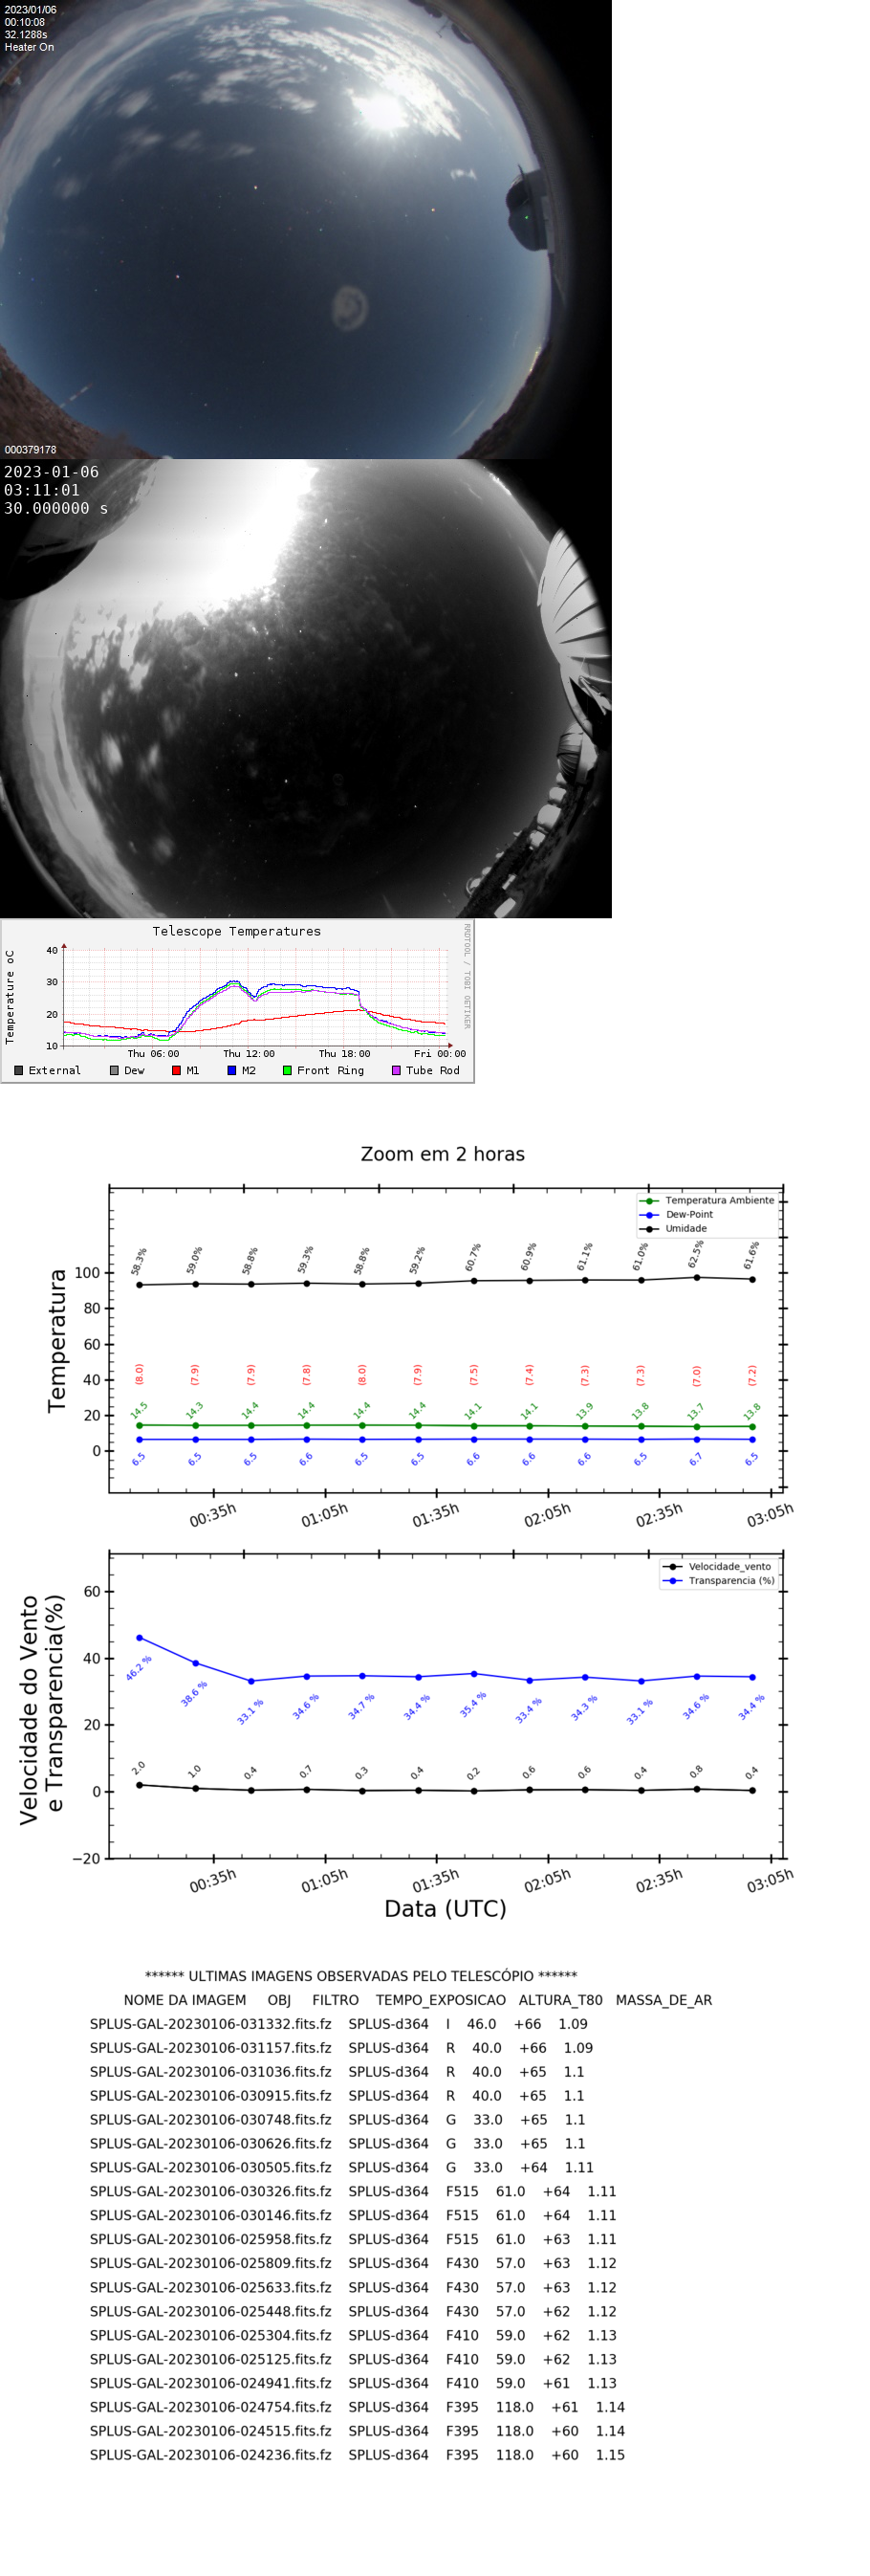 2023/01/06
00:10:08
32.1288s
Heater On
000379178
2023-01-06
03:11:01
30.000000 s
Telescope Temperatures
RRDTOOL / TOBI OETIKER
Temperature oC
40
30
20
10
Thu 06:00 Thu 12:00 Thu 18:00 Fri 00:00
External Dew M1 M2 Front Ring Tube Rod
Zoom em 2 horas
Temperatura Ambiente
Dew-Point
Umidade
Temperatura
100
80
60
40
20
0
58.3% 59.0% 58.8% 59.3% 58.8% 59.2% 60.7% 60.9% 61.1% 61.0% 62.5% 61.6%
(8.0) (7.9) (7.9) (7.8) (8.0) (7.9) (7.5) (7.4) (7.3) (7.3) (7.0) (7.2)
14.5 14.3 14.4 14.4 14.4 14.4 14.1 14.1 13.9 13.8 13.7 13.8
6.5 6.5 6.5 6.6 6.5 6.5 6.6 6.6 6.6 6.5 6.7 6.5
00:35h 01:05h 01:35h 02:05h 02:35h 03:05h
Velocidade_vento
Transparencia (%)
Velocidade do Vento
e Transparencia(%)
60
40
20
0
−20
46.2 % 38.6 % 33.1 % 34.6 % 34.7 % 34.4 % 35.4 % 33.4 % 34.3 % 33.1 % 34.6 % 34.4 %
2.0 1.0 0.4 0.7 0.3 0.4 0.2 0.6 0.6 0.4 0.8 0.4
00:35h 01:05h 01:35h 02:05h 02:35h 03:05h
Data (UTC)
****** ULTIMAS IMAGENS OBSERVADAS PELO TELESCÓPIO ******
NOME DA IMAGEM OBJ FILTRO TEMPO_EXPOSICAO ALTURA_T80 MASSA_DE_AR
SPLUS-GAL-20230106-031332.fits.fz SPLUS-d364 I 46.0 +66 1.09
SPLUS-GAL-20230106-031157.fits.fz SPLUS-d364 R 40.0 +66 1.09
SPLUS-GAL-20230106-031036.fits.fz SPLUS-d364 R 40.0 +65 1.1
SPLUS-GAL-20230106-030915.fits.fz SPLUS-d364 R 40.0 +65 1.1
SPLUS-GAL-20230106-030748.fits.fz SPLUS-d364 G 33.0 +65 1.1
SPLUS-GAL-20230106-030626.fits.fz SPLUS-d364 G 33.0 +65 1.1
SPLUS-GAL-20230106-030505.fits.fz SPLUS-d364 G 33.0 +64 1.11
SPLUS-GAL-20230106-030326.fits.fz SPLUS-d364 F515 61.0 +64 1.11
SPLUS-GAL-20230106-030146.fits.fz SPLUS-d364 F515 61.0 +64 1.11
SPLUS-GAL-20230106-025958.fits.fz SPLUS-d364 F515 61.0 +63 1.11
SPLUS-GAL-20230106-025809.fits.fz SPLUS-d364 F430 57.0 +63 1.12
SPLUS-GAL-20230106-025633.fits.fz SPLUS-d364 F430 57.0 +63 1.12
SPLUS-GAL-20230106-025448.fits.fz SPLUS-d364 F430 57.0 +62 1.12
SPLUS-GAL-20230106-025304.fits.fz SPLUS-d364 F410 59.0 +62 1.13
SPLUS-GAL-20230106-025125.fits.fz SPLUS-d364 F410 59.0 +62 1.13
SPLUS-GAL-20230106-024941.fits.fz SPLUS-d364 F410 59.0 +61 1.13
SPLUS-GAL-20230106-024754.fits.fz SPLUS-d364 F395 118.0 +61 1.14
SPLUS-GAL-20230106-024515.fits.fz SPLUS-d364 F395 118.0 +60 1.14
SPLUS-GAL-20230106-024236.fits.fz SPLUS-d364 F395 118.0 +60 1.15